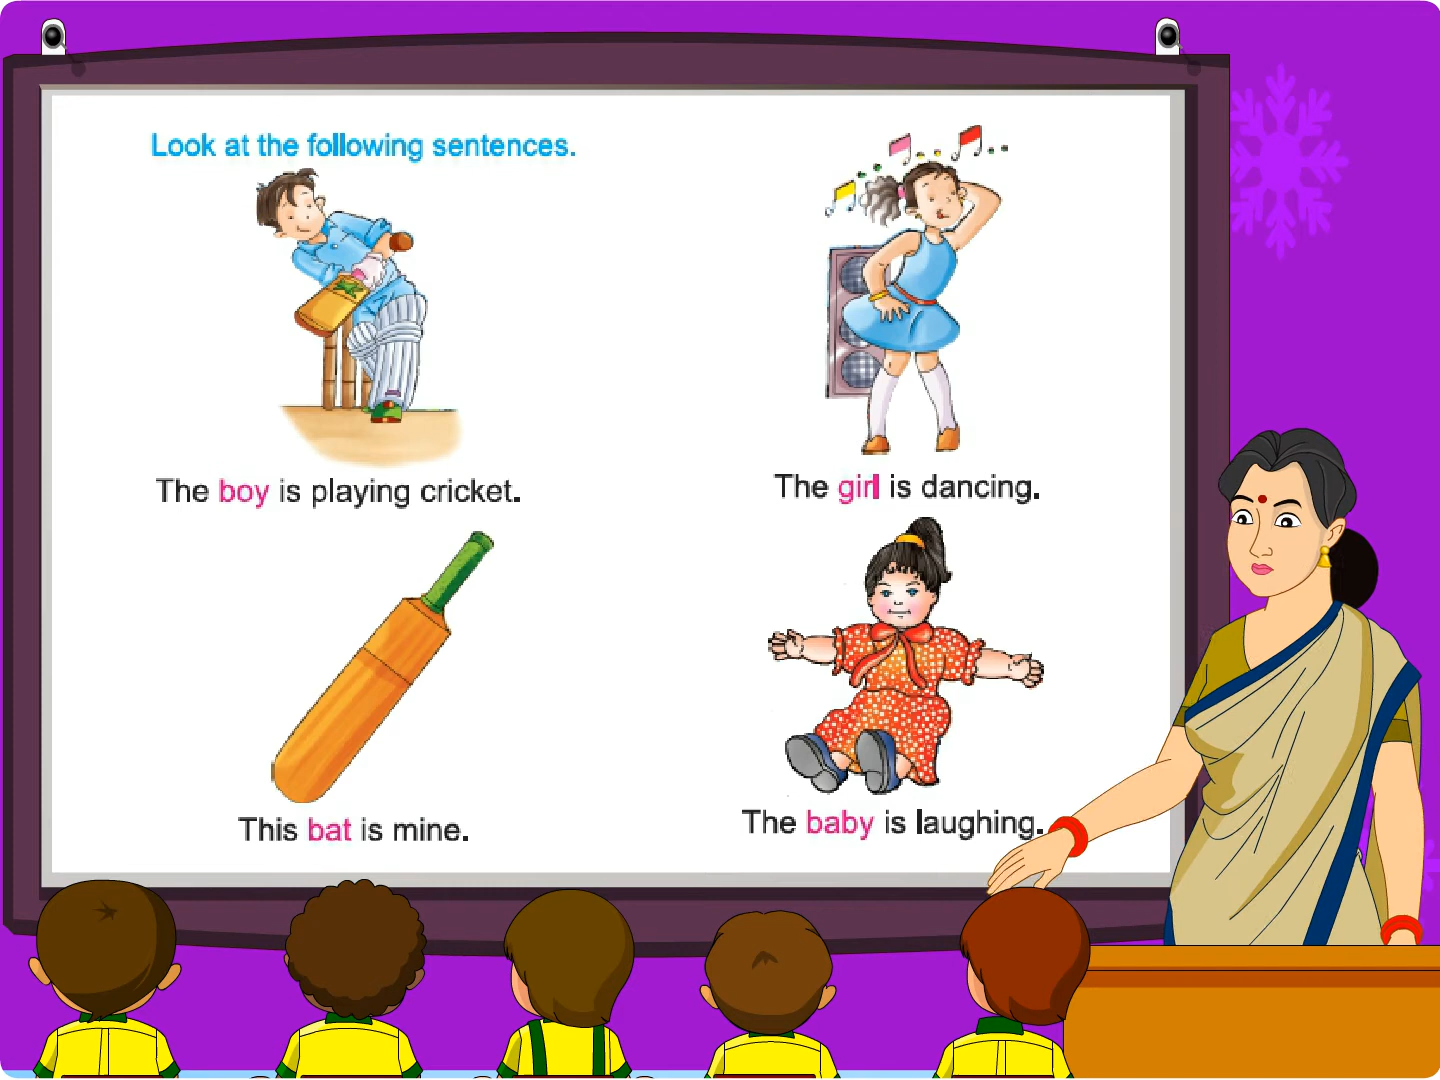 Look at the following sentences.
The boy is playing cricket.
The girl is dancing.
This bat is mine.
The baby is laughing.